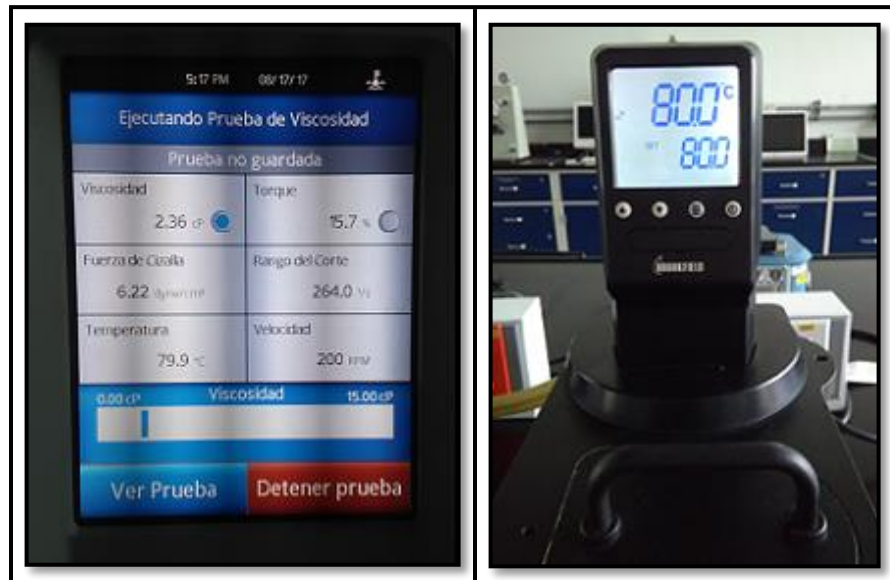 5:17 PM 08/17/17
Ejecutando Prueba de Viscosidad
Prueba no guardada
Viscosidad Torque
2.36 cP 15.7 %
Fuerza de Cizalla Rango del Corte
6.22 264.0
Temperatura Velocidad
79.9 °C 200 RPM
0.00 cP Viscosidad 15.00 cP
Ver Prueba Detener prueba
80.0 °C
SET 80.0